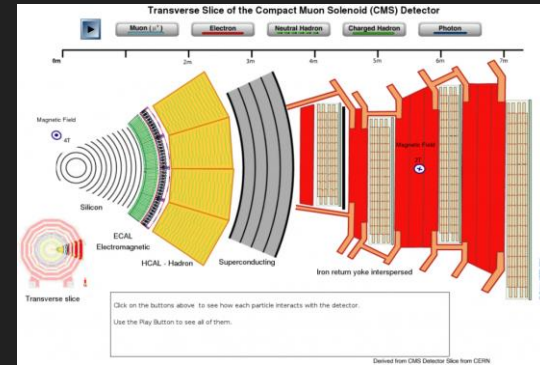 Transverse Slice of the Compact Muon Solenoid (CMS) Detector
Muon (μ⁺) Electron Neutral Hadron Charged Hadron Photon
0m 2m 4m 6m 7m
Magnetic Field
4T
Magnetic Field
2T
Silicon
ECAL
Electromagnetic
HCAL - Hadron
Superconducting
Iron return yoke interspersed
Transverse slice
Click on the buttons above to see how each particle interacts with the detector.
Use the Play Button to see all of them.
Derived from CMS Detector Slice from CERN